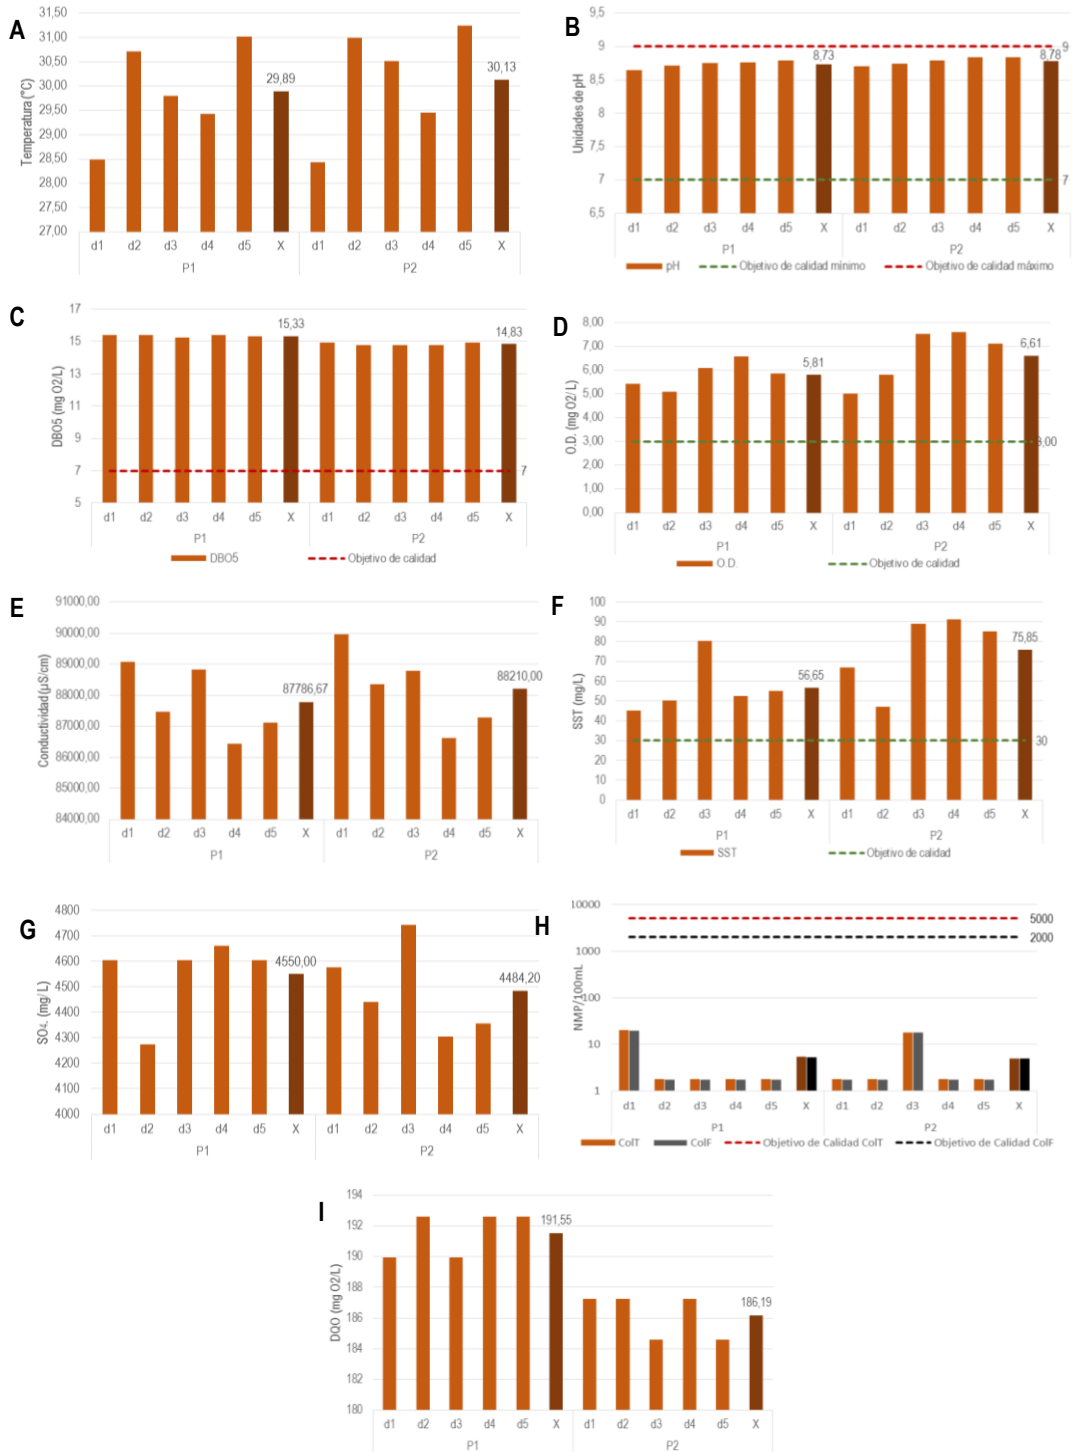 A
Temperatura (°C)
31,50
31,00
30,50
30,00
29,50
29,00
28,50
28,00
27,50
27,00
29,89
30,13
d1 d2 d3 d4 d5 X d1 d2 d3 d4 d5 X
P1 P2
B
Unidades de pH
9,5
9
8,5
8
7,5
7
6,5
8,73
8,78
9
7
d1 d2 d3 d4 d5 X d1 d2 d3 d4 d5 X
P1 P2
pH Objetivo de calidad mínimo Objetivo de calidad máximo
C
DBO5 (mg O2/L)
17
15
13
11
9
7
5
15,33
14,83
7
d1 d2 d3 d4 d5 X d1 d2 d3 d4 d5 X
P1 P2
DBO5 Objetivo de calidad
D
O.D. (mg O2/L)
8,00
7,00
6,00
5,00
4,00
3,00
2,00
1,00
0,00
5,81
6,61
3,00
d1 d2 d3 d4 d5 X d1 d2 d3 d4 d5 X
P1 P2
O.D. Objetivo de calidad
E
Conductividad (µS/cm)
91000,00
90000,00
89000,00
88000,00
87000,00
86000,00
85000,00
84000,00
87786,67
88210,00
d1 d2 d3 d4 d5 X d1 d2 d3 d4 d5 X
P1 P2
F
SST (mg/L)
100
90
80
70
60
50
40
30
20
10
0
56,65
75,85
30
d1 d2 d3 d4 d5 X d1 d2 d3 d4 d5 X
P1 P2
SST Objetivo de calidad
G
SO4. (mg/L)
4800
4700
4600
4500
4400
4300
4200
4100
4000
4550,00
4484,20
d1 d2 d3 d4 d5 X d1 d2 d3 d4 d5 X
P1 P2
H
NMP/100mL
10000
1000
100
10
1
5000
2000
d1 d2 d3 d4 d5 X d1 d2 d3 d4 d5 X
P1 P2
ColT ColF Objetivo de Calidad ColT Objetivo de Calidad ColF
I
DQO (mg O2/L)
194
192
190
188
186
184
182
180
191,55
186,19
d1 d2 d3 d4 d5 X d1 d2 d3 d4 d5 X
P1 P2